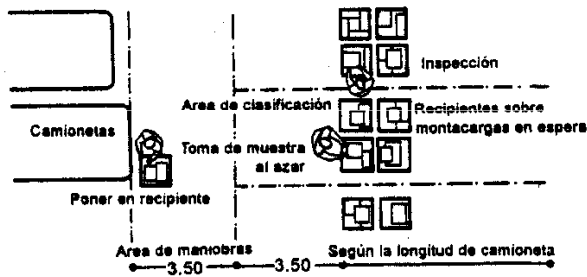 Inspección
Area de clasificación
Recipientes sobre
montacargas en espera
Camionetas
Toma de muestra
al azar
Poner en recipiente
Area de maniobras
Según la longitud de camioneta
3.50
3.50